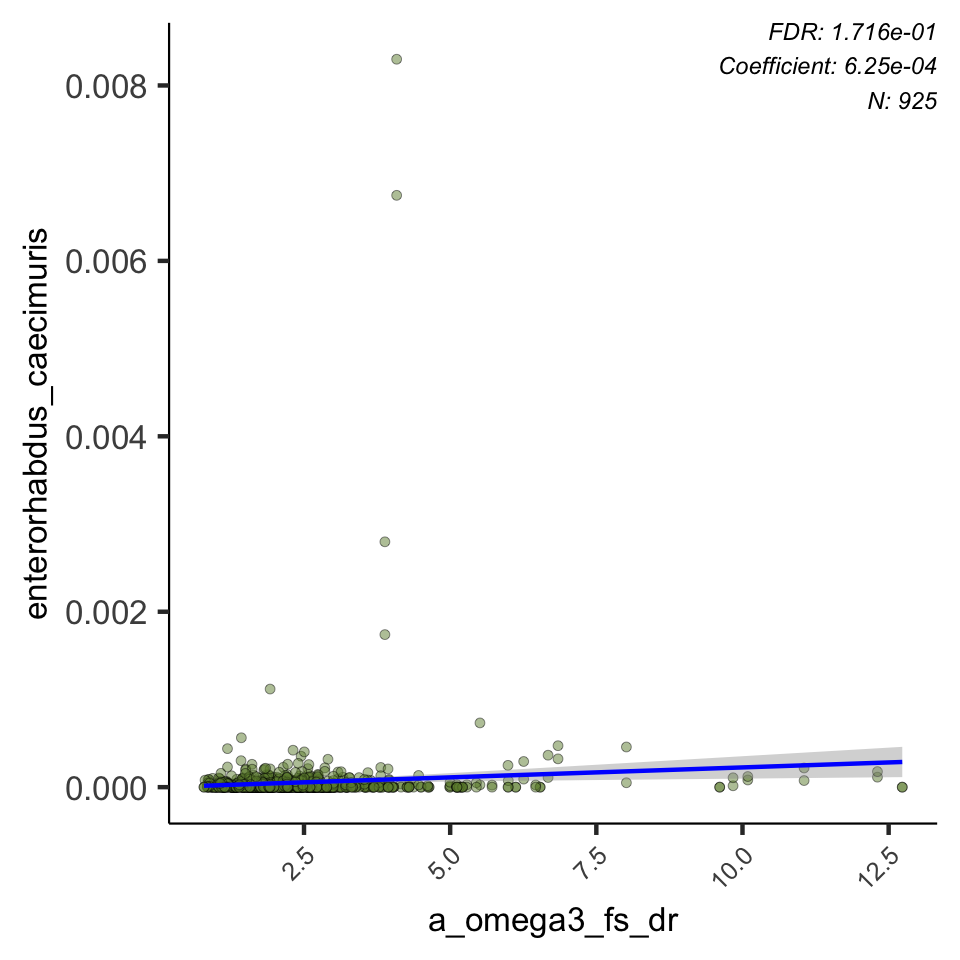 FDR: 1.716e-01
Coefficient: 6.25e-04
N: 925
enterorhabdus_caecimuris
0.008
0.006
0.004
0.002
0.000
2.5
5.0
7.5
10.0
12.5
a_omega3_fs_dr